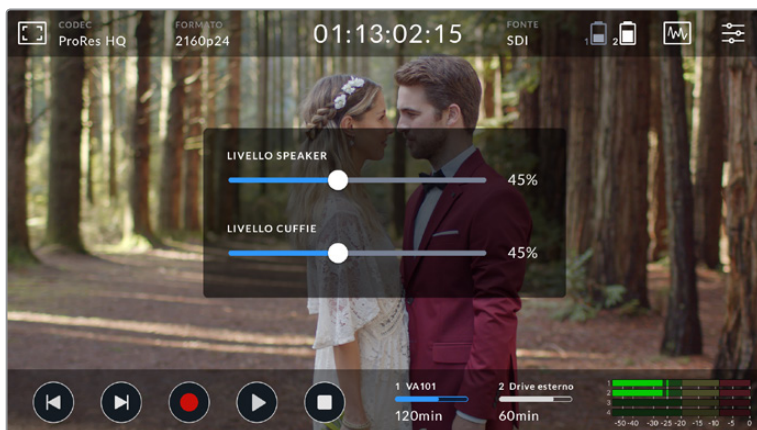 CODEC
ProRes HQ
FORMATO
2160p24
01:13:02:15
FONTE
SDI
1
2
LIVELLO SPEAKER
45%
LIVELLO CUFFIE
45%
1 VA101
120min
2 Drive esterno
60min
1
2
3
4
-50 -40 -30 -25 -20 -15 -10 -5 0